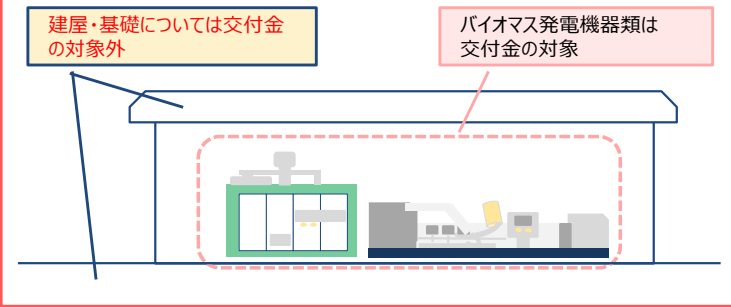 建屋・基礎については交付金
の対象外
バイオマス発電機器類は
交付金の対象